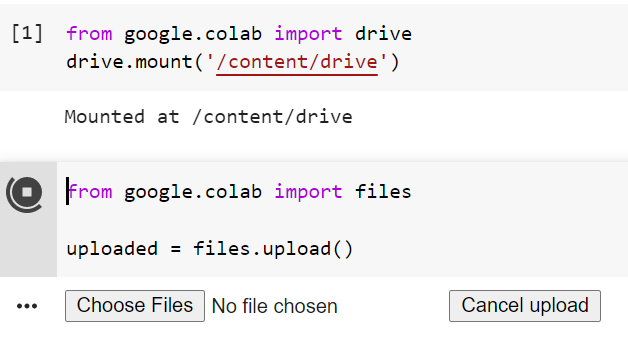 [1] from google.colab import drive
drive.mount('/content/drive')
Mounted at /content/drive
from google.colab import files
uploaded = files.upload()
Choose Files No file chosen Cancel upload